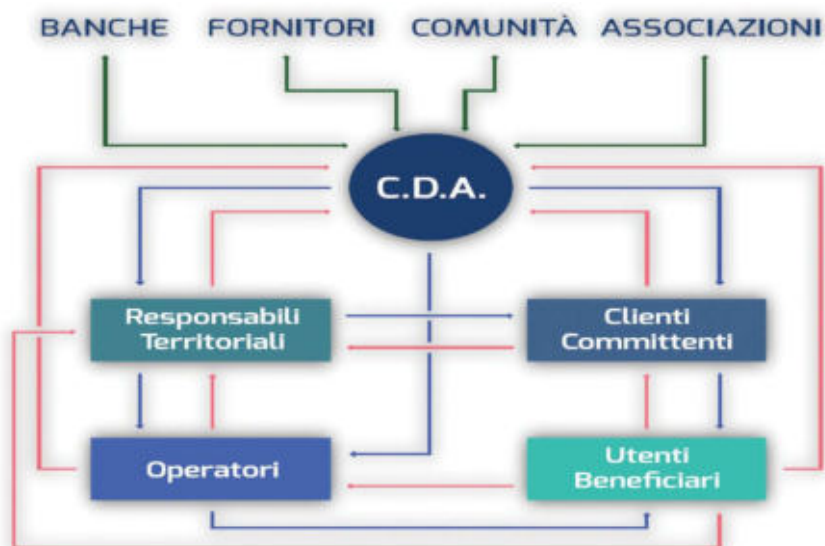 BANCHE FORNITORI COMUNITÀ ASSOCIAZIONI
C.D.A.
Responsabili
Territoriali
Clienti
Committenti
Operatori
Utenti
Beneficiari